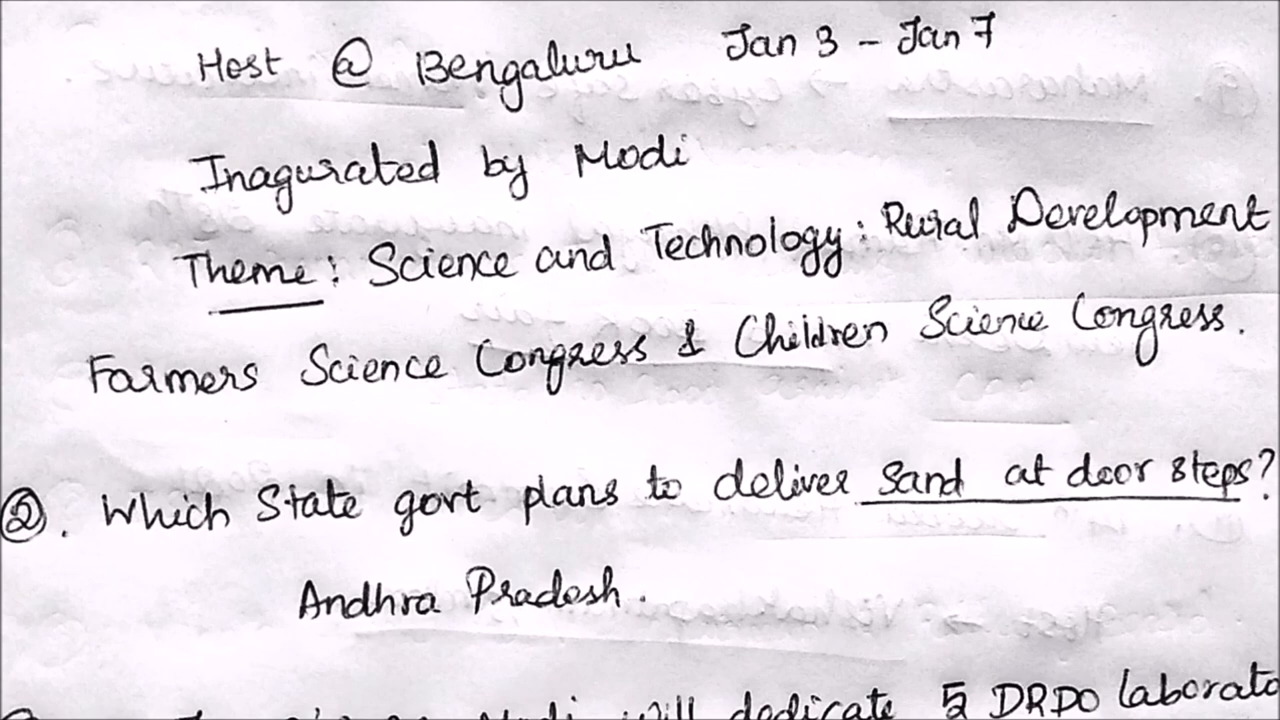 Host @ Bengaluru Jan 3 - Jan 7
Inagurated by Modi
Theme: Science and Technology: Rural Development
Farmers Science Congress & Children Science Congress.
2. Which State govt plans to deliver Sand at door steps?
Andhra Pradesh.
Modi will dedicate 5 DRDO laborato